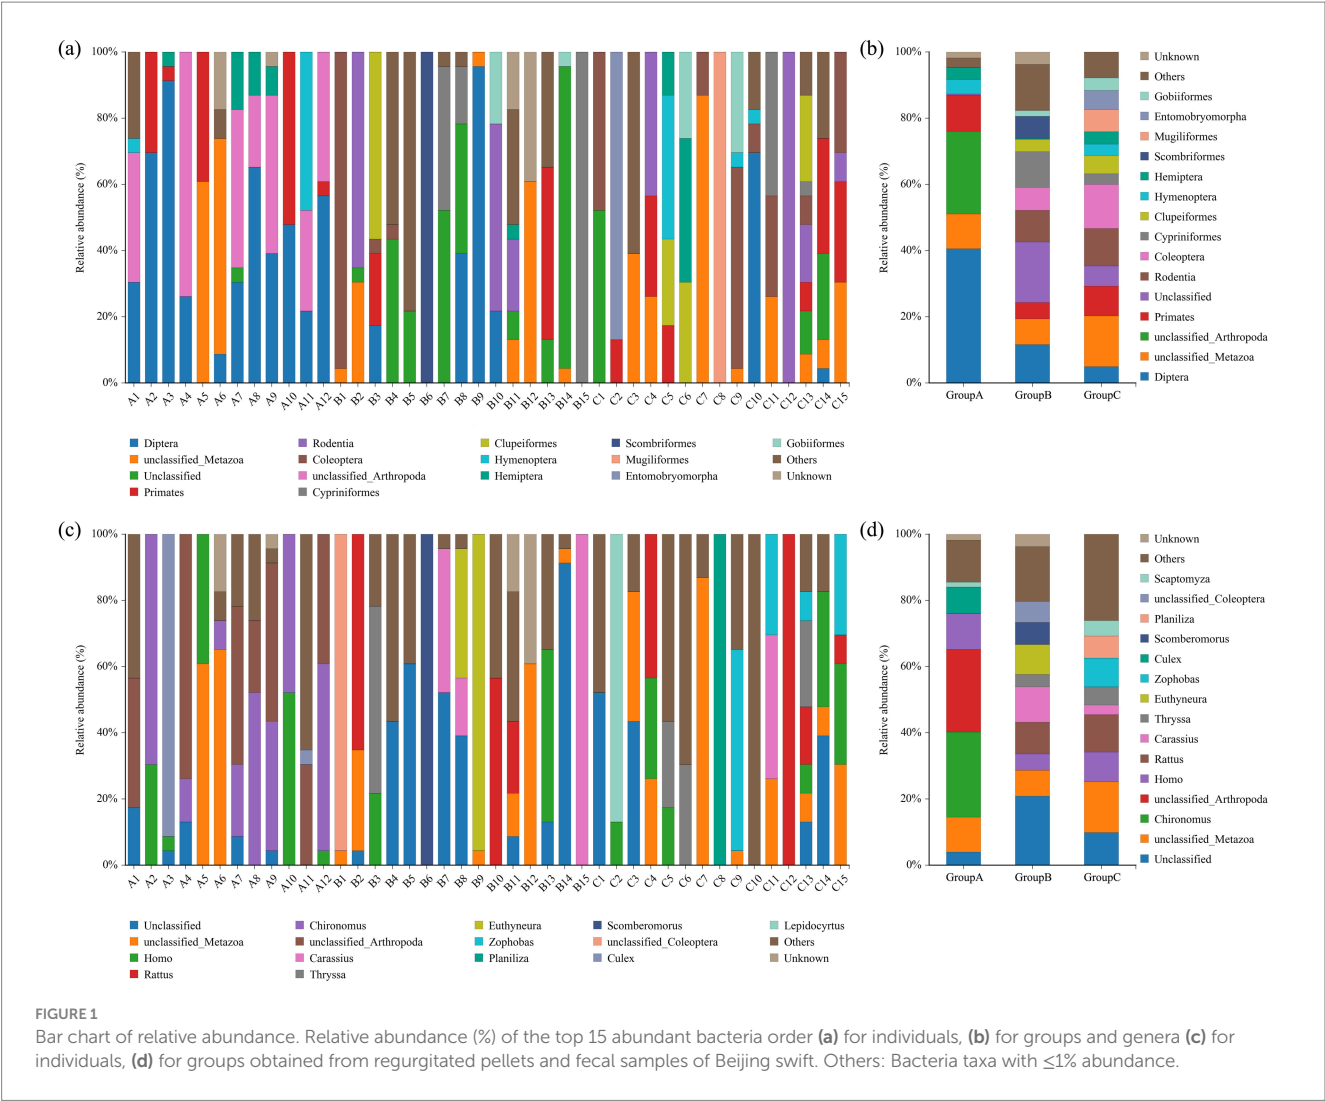 (a)
100%
80%
60%
40%
20%
0%
Relative abundance (%)
A1 A2 A3 A4 A5 A6 A7 A8 A9 A10 A11 A12 B1 B2 B3 B4 B5 B6 B7 B8 B9 B10 B11 B12 B13 B14 B15 C1 C2 C3 C4 C5 C6 C7 C8 C9 C10 C11 C12 C13 C14 C15
Diptera Rodentia Clupeiformes Scombriformes Gobiiformes
unclassified_Metazoa Coleoptera Hymenoptera Mugiliformes Others
Unclassified unclassified_Arthropoda Hemiptera Entomobryomorpha Unknown
Primates Cypriniformes
(b)
100%
80%
60%
40%
20%
0%
Relative abundance (%)
GroupA GroupB GroupC
Unknown
Others
Gobiiformes
Entomobryomorpha
Mugiliformes
Scombriformes
Hemiptera
Hymenoptera
Clupeiformes
Cypriniformes
Coleoptera
Rodentia
Unclassified
Primates
unclassified_Arthropoda
unclassified_Metazoa
Diptera
(c)
100%
80%
60%
40%
20%
0%
Relative abundance (%)
A1 A2 A3 A4 A5 A6 A7 A8 A9 A10 A11 A12 B1 B2 B3 B4 B5 B6 B7 B8 B9 B10 B11 B12 B13 B14 B15 C1 C2 C3 C4 C5 C6 C7 C8 C9 C10 C11 C12 C13 C14 C15
Unclassified Chironomus Euthyneura Scomberomorus Lepidocyrtus
unclassified_Metazoa unclassified_Arthropoda Zophobas unclassified_Coleoptera Others
Homo Carassius Planiliza Culex Unknown
Rattus Thryssa
(d)
100%
80%
60%
40%
20%
0%
Relative abundance (%)
GroupA GroupB GroupC
Unknown
Others
Scaptomyza
unclassified_Coleoptera
Planiliza
Scomberomorus
Culex
Zophobas
Euthyneura
Thryssa
Carassius
Rattus
Homo
unclassified_Arthropoda
Chironomus
unclassified_Metazoa
Unclassified
FIGURE 1
Bar chart of relative abundance. Relative abundance (%) of the top 15 abundant bacteria order (a) for individuals, (b) for groups and genera (c) for
individuals, (d) for groups obtained from regurgitated pellets and fecal samples of Beijing swift. Others: Bacteria taxa with ≤1% abundance.